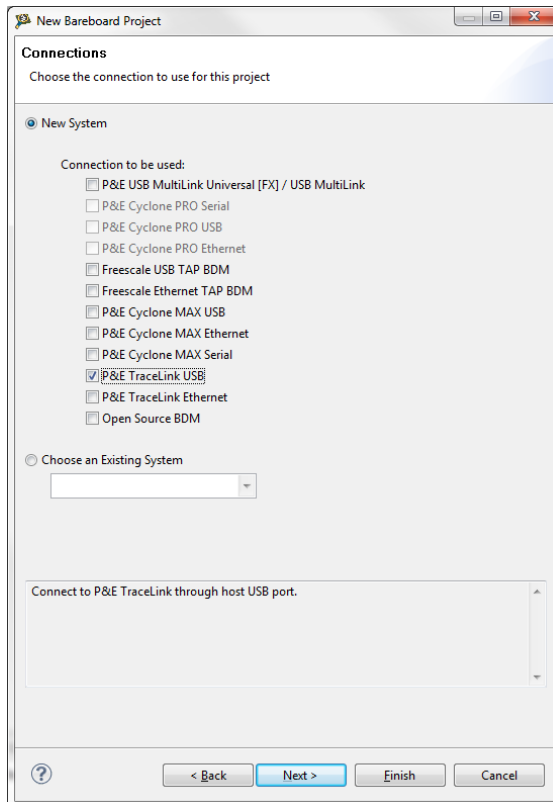 New Bareboard Project
Connections
Choose the connection to use for this project
New System
Connection to be used:
P&E USB MultiLink Universal [FX] / USB MultiLink
P&E Cyclone PRO Serial
P&E Cyclone PRO USB
P&E Cyclone PRO Ethernet
Freescale USB TAP BDM
Freescale Ethernet TAP BDM
P&E Cyclone MAX USB
P&E Cyclone MAX Ethernet
P&E Cyclone MAX Serial
P&E TraceLink USB
P&E TraceLink Ethernet
Open Source BDM
Choose an Existing System
Connect to P&E TraceLink through host USB port.
? < Back Next > Finish Cancel